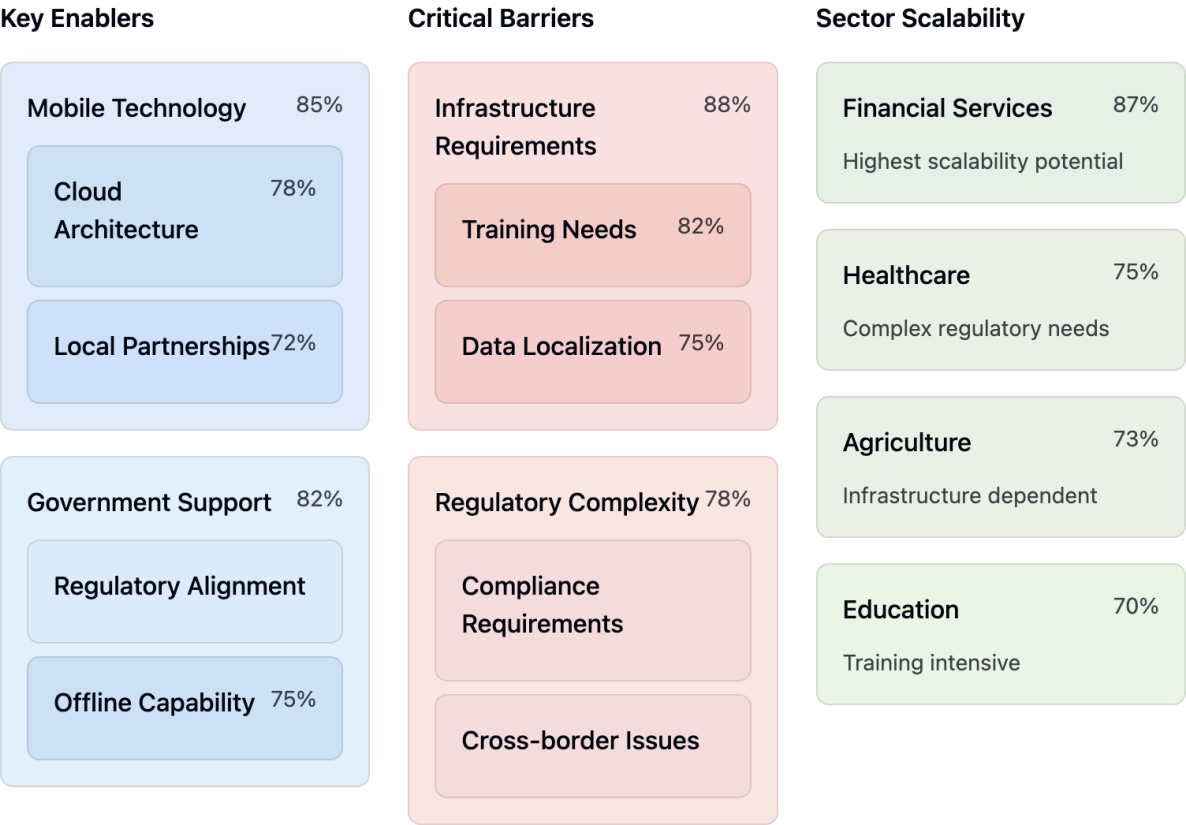 Key Enablers
Mobile Technology 85%
Cloud 78%
Architecture
Local Partnerships 72%
Government Support 82%
Regulatory Alignment
Offline Capability 75%
Critical Barriers
Infrastructure 88%
Requirements
Training Needs 82%
Data Localization 75%
Regulatory Complexity 78%
Compliance
Requirements
Cross-border Issues
Sector Scalability
Financial Services 87%
Highest scalability potential
Healthcare 75%
Complex regulatory needs
Agriculture 73%
Infrastructure dependent
Education 70%
Training intensive